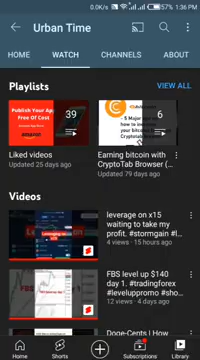 0.0K/s 57% 1:36 PM
Urban Time
HOME WATCH CHANNELS ABOUT
Playlists VIEW ALL
Publish Your App
Free Of Cost
amazon
39
6
Liked videos
Updated 25 days ago
Earning bitcoin with
CryptoTab Browser (...
Updated 79 days ago
Videos
leverage on x15
waiting to take my
profit. #stormgain #l...
4 views · 15 hours ago
FBS level up $140
day 1. #tradingforex
#leveluppromo #sho...
12 views · 4 days ago
Doge-Cents | How
Home Shorts Subscriptions Library